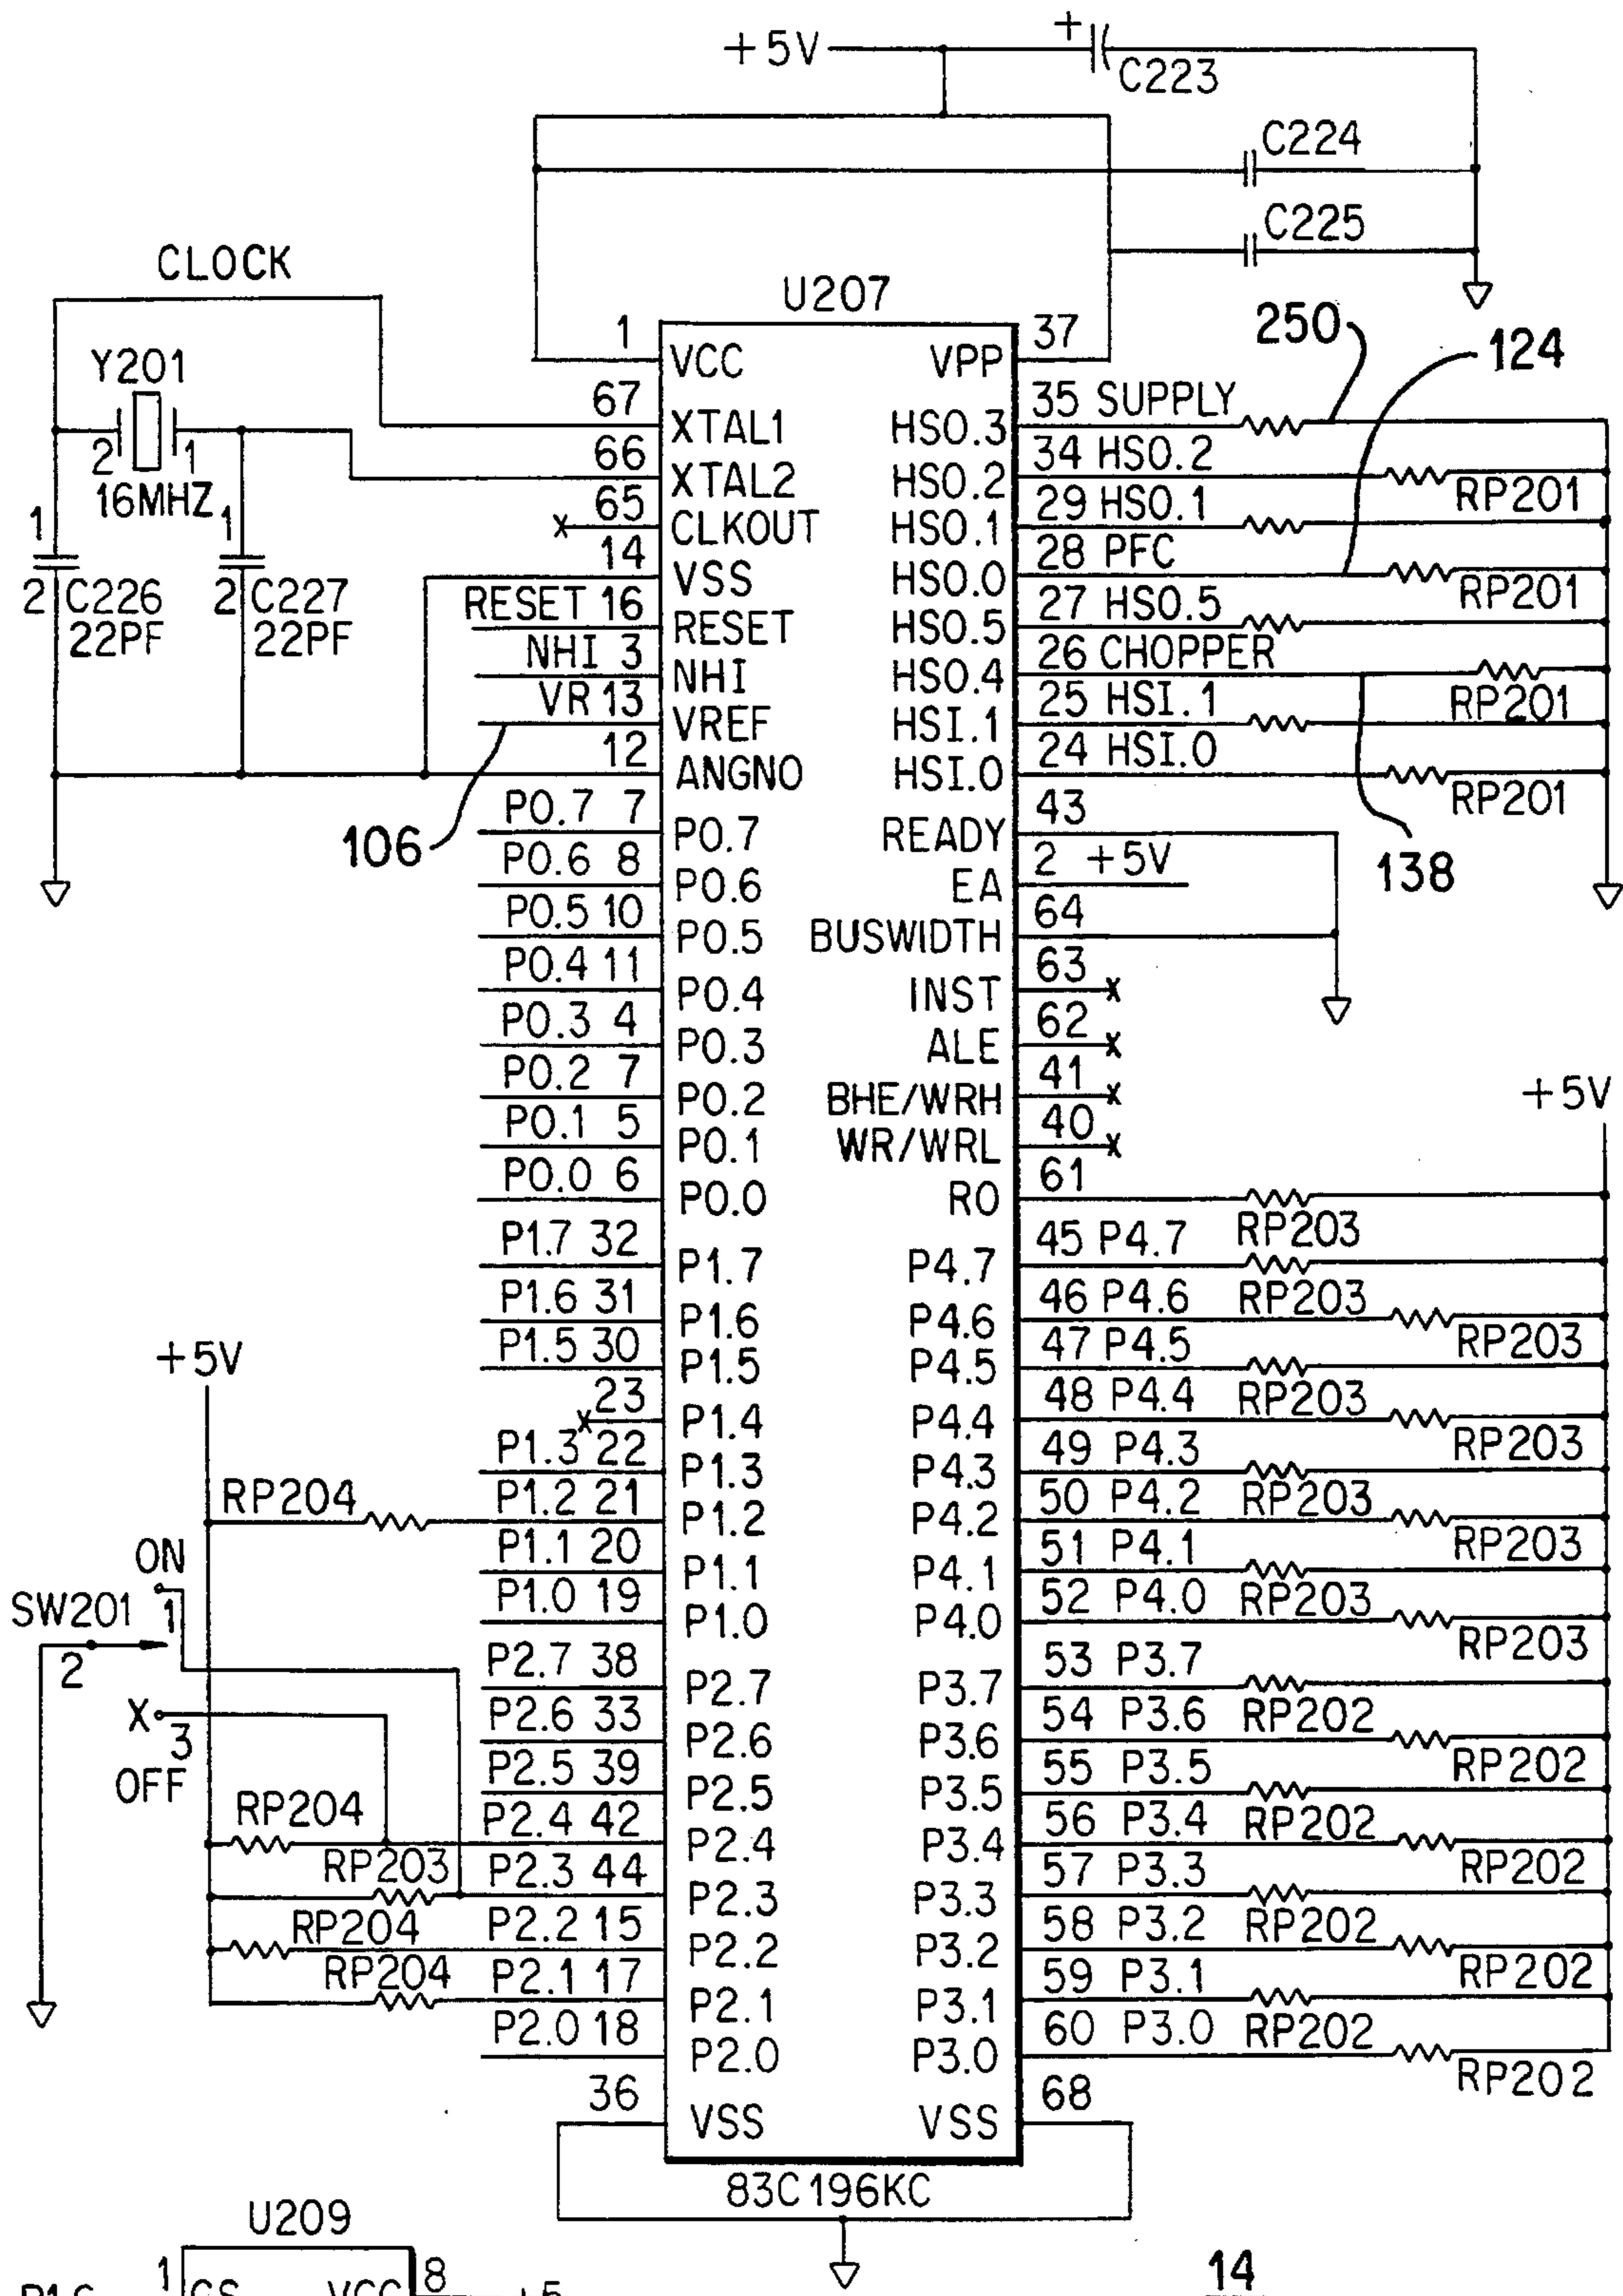 +5V
+
C223
C224
C225
CLOCK
U207
250
124
1 VCC
VPP 37
Y201
2 1
16MHZ
67 XTAL1
HSO.3 35 SUPPLY
66 XTAL2
HSO.2 34 HSO.2
RP201
65 X CLKOUT
HSO.1 29 HSO.1
1
2 C226
22PF
1
2 C227
22PF
14 VSS
HSO.0 28 PFC
RP201
RESET 16 RESET
HSO.5 27 HSO.5
NHI 3 NHI
HSO.4 26 CHOPPER
RP201
VR 13 VREF
HSI.1 25 HSI.1
12 ANGNO
HSI.0 24 HSI.0
RP201
106
138
P0.7 7 P0.7
READY 43
P0.6 8 P0.6
EA 2 +5V
P0.5 10 P0.5
BUSWIDTH 64
P0.4 11 P0.4
INST 63 X
P0.3 4 P0.3
ALE 62 X
P0.2 7 P0.2
BHE/WRH 41 X
P0.1 5 P0.1
WR/WRL 40 X
+5V
P0.0 6 P0.0
RO 61
RP203
P1.7 32 P1.7
P4.7 45 P4.7
RP203
P1.6 31 P1.6
P4.6 46 P4.6
RP203
P1.5 30 P1.5
P4.5 47 P4.5
RP203
+5V
23 X P1.4
P4.4 48 P4.4
RP203
P1.3 22 P1.3
P4.3 49 P4.3
RP203
RP204
P1.2 21 P1.2
P4.2 50 P4.2
RP203
P1.1 20 P1.1
P4.1 51 P4.1
RP203
P1.0 19 P1.0
P4.0 52 P4.0
RP203
ON
SW201 1
2
X 3
OFF
P2.7 38 P2.7
P3.7 53 P3.7
RP202
P2.6 33 P2.6
P3.6 54 P3.6
RP202
P2.5 39 P2.5
P3.5 55 P3.5
RP202
RP204
P2.4 42 P2.4
P3.4 56 P3.4
RP202
RP203
P2.3 44 P2.3
P3.3 57 P3.3
RP202
RP204
P2.2 15 P2.2
P3.2 58 P3.2
RP202
RP204
P2.1 17 P2.1
P3.1 59 P3.1
RP202
P2.0 18 P2.0
P3.0 60 P3.0
RP202
36 VSS
VSS 68
83C196KC
U209
14
1 8